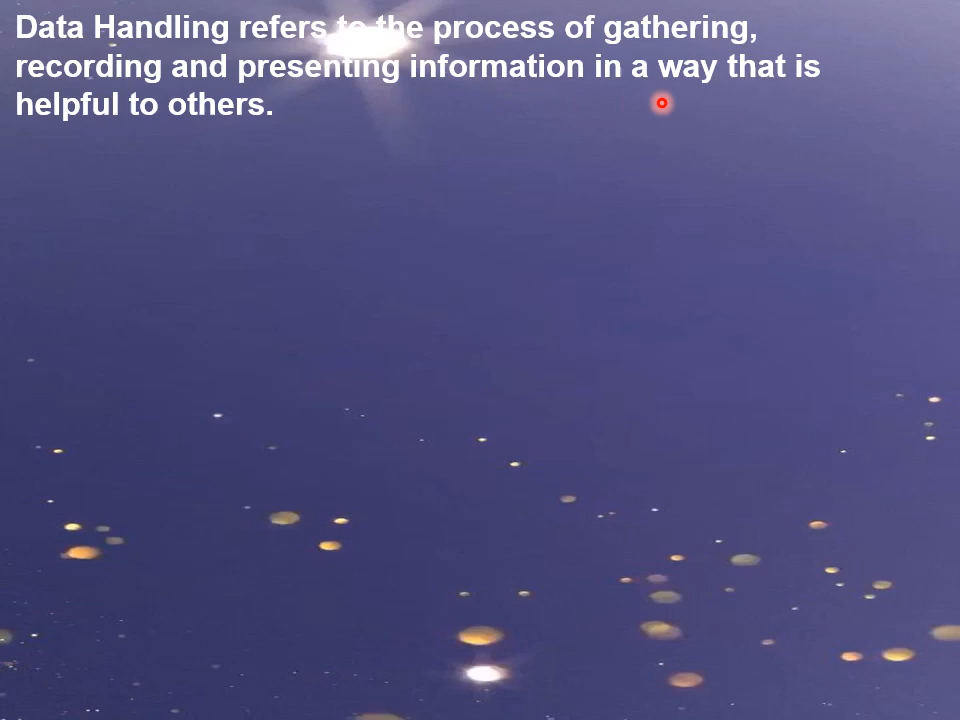 Data Handling refers to the process of gathering,
recording and presenting information in a way that is
helpful to others.